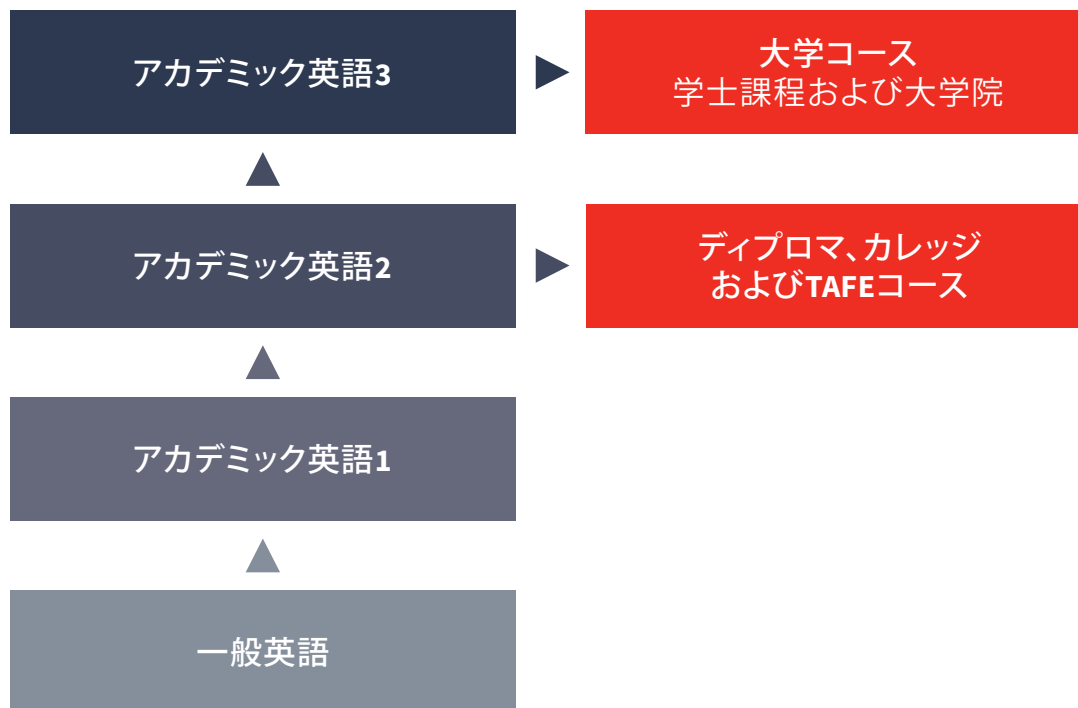 アカデミック英語3
大学コース
学士課程および大学院
アカデミック英語2
ディプロマ、カレッジ
およびTAFEコース
アカデミック英語1
一般英語